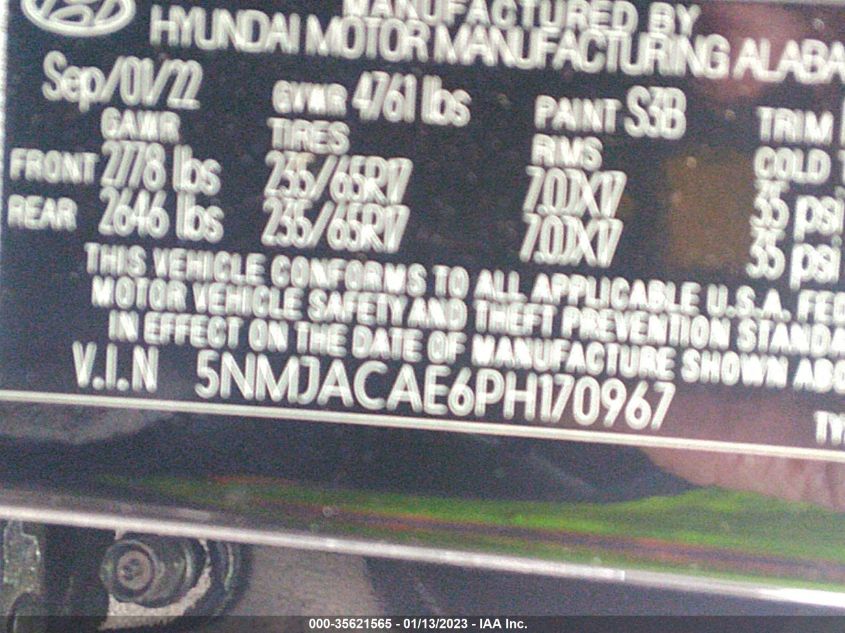 MANUFACTURED BY
HYUNDAI MOTOR MANUFACTURING ALABA
Sep/01/22 GVWR 4761 lbs PAINT S3B TRIM
GAWR TIRES RIMS COLD T
FRONT 2778 lbs 235/65R17 7.0JX17 35 psi
REAR 2646 lbs 235/65R17 7.0JX17 35 psi
THIS VEHICLE CONFORMS TO ALL APPLICABLE U.S.A. FED
MOTOR VEHICLE SAFETY AND THEFT PREVENTION STANDA
IN EFFECT ON THE DATE OF MANUFACTURE SHOWN ABO
V.I.N 5NMJACAE6PH170967 TY
000-35621565 - 01/13/2023 - IAA Inc.